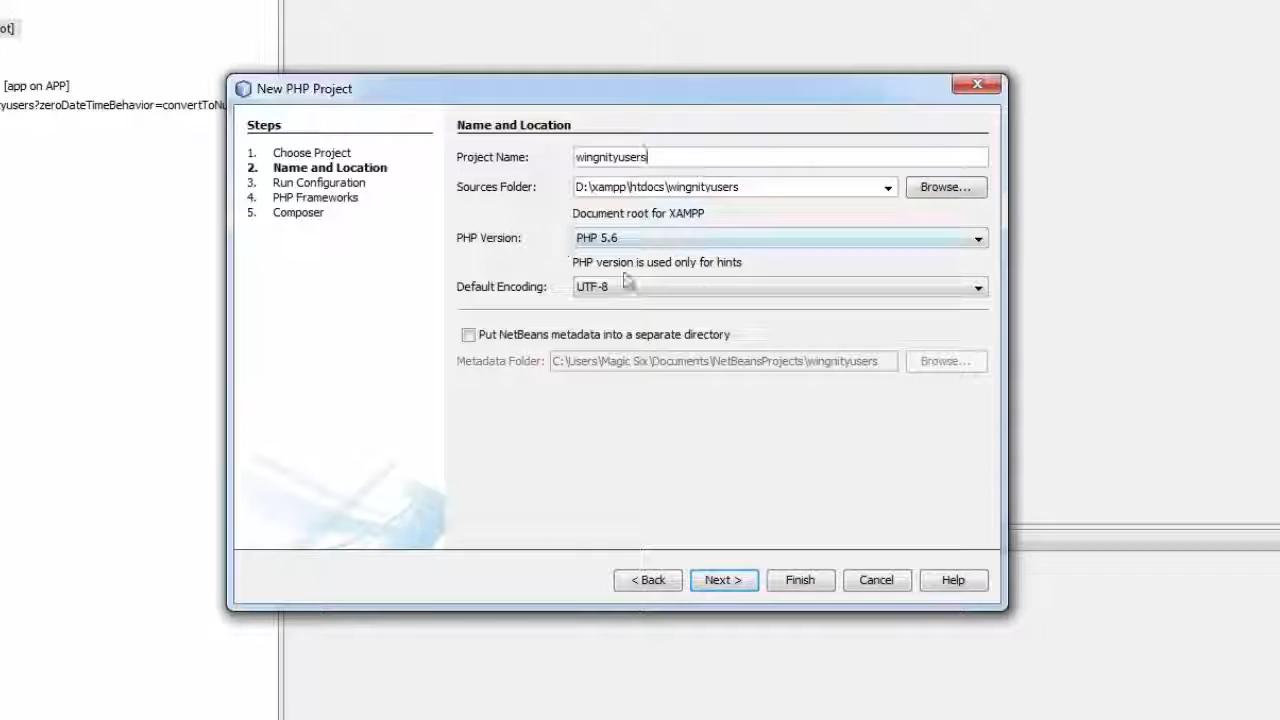 ot]
[app on APP]
yusers?zeroDateTimeBehavior=convertToNu
New PHP Project
Steps
1. Choose Project
2. Name and Location
3. Run Configuration
4. PHP Frameworks
5. Composer
Name and Location
Project Name: wingnityusers
Sources Folder: D:\xampp\htdocs\wingnityusers Browse...
Document root for XAMPP
PHP Version: PHP 5.6
PHP version is used only for hints
Default Encoding: UTF-8
Put NetBeans metadata into a separate directory
Metadata Folder: C:\Users\Magic Six\Documents\NetBeansProjects\wingnityusers Browse...
< Back Next > Finish Cancel Help